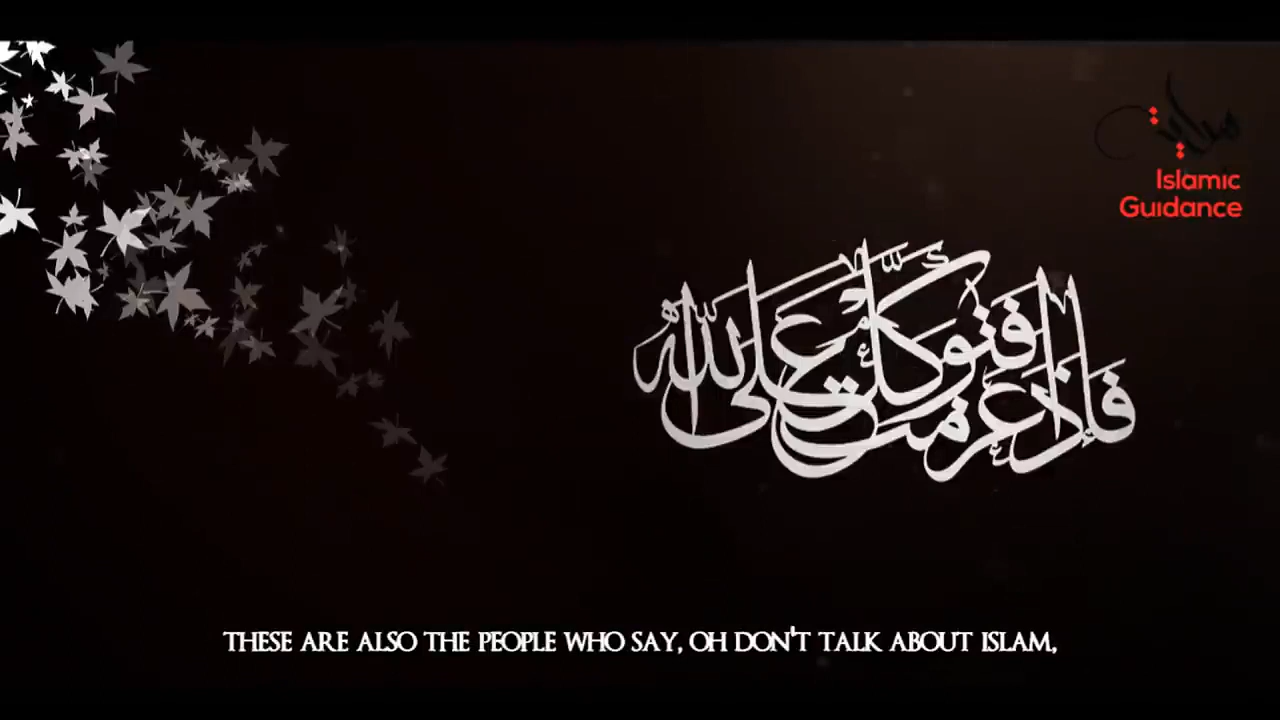 هداية
Islamic
Guidance
فإذا عزمت فتوكل على الله
THESE ARE ALSO THE PEOPLE WHO SAY, OH DON'T TALK ABOUT ISLAM,